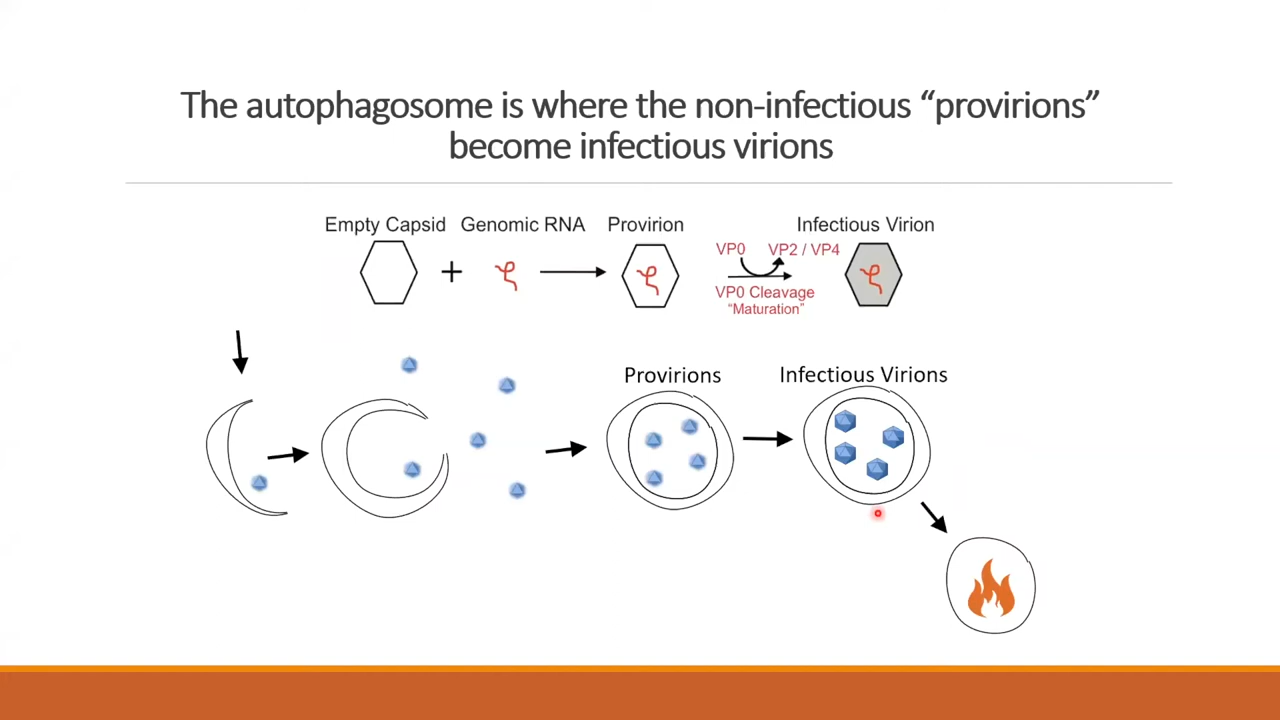 The autophagosome is where the non-infectious “provirions”
become infectious virions
Empty Capsid Genomic RNA Provirion Infectious Virion
VP0 VP2 / VP4
VP0 Cleavage
“Maturation”
Provirions Infectious Virions